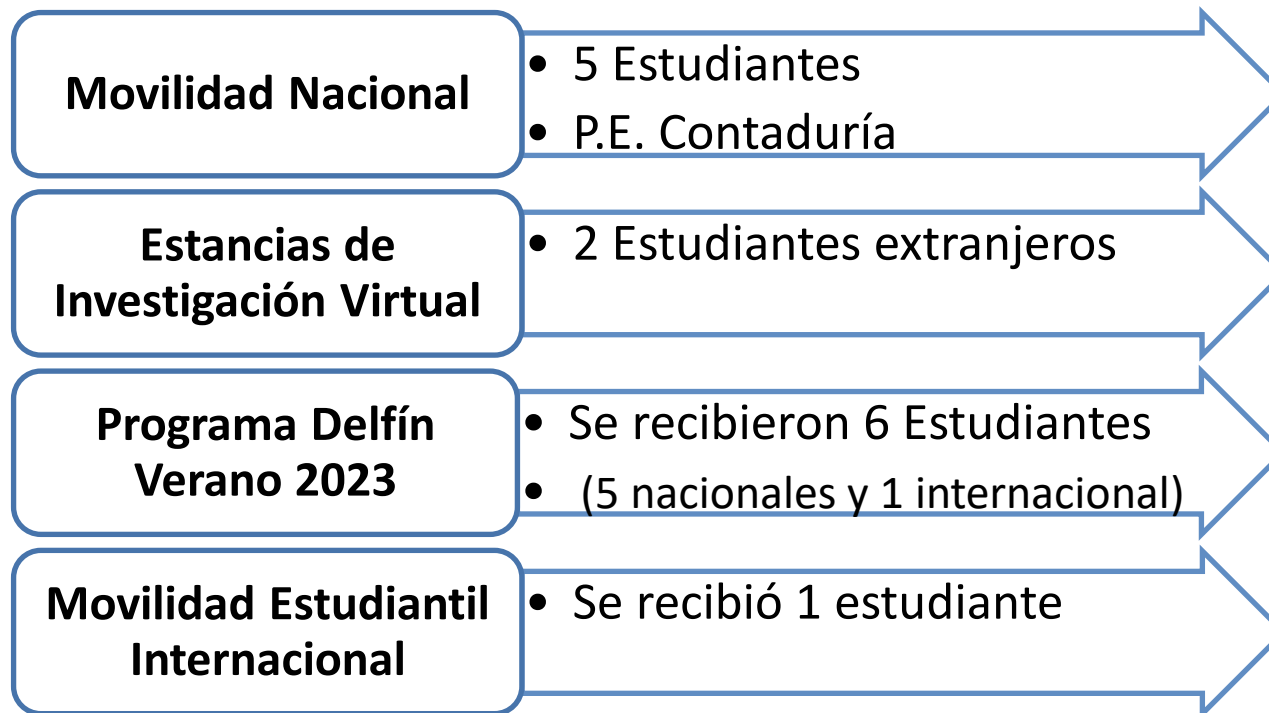 Movilidad Nacional
• 5 Estudiantes
• P.E. Contaduría
Estancias de
Investigación Virtual
• 2 Estudiantes extranjeros
Programa Delfín
Verano 2023
• Se recibieron 6 Estudiantes
• (5 nacionales y 1 internacional)
Movilidad Estudiantil
Internacional
• Se recibió 1 estudiante